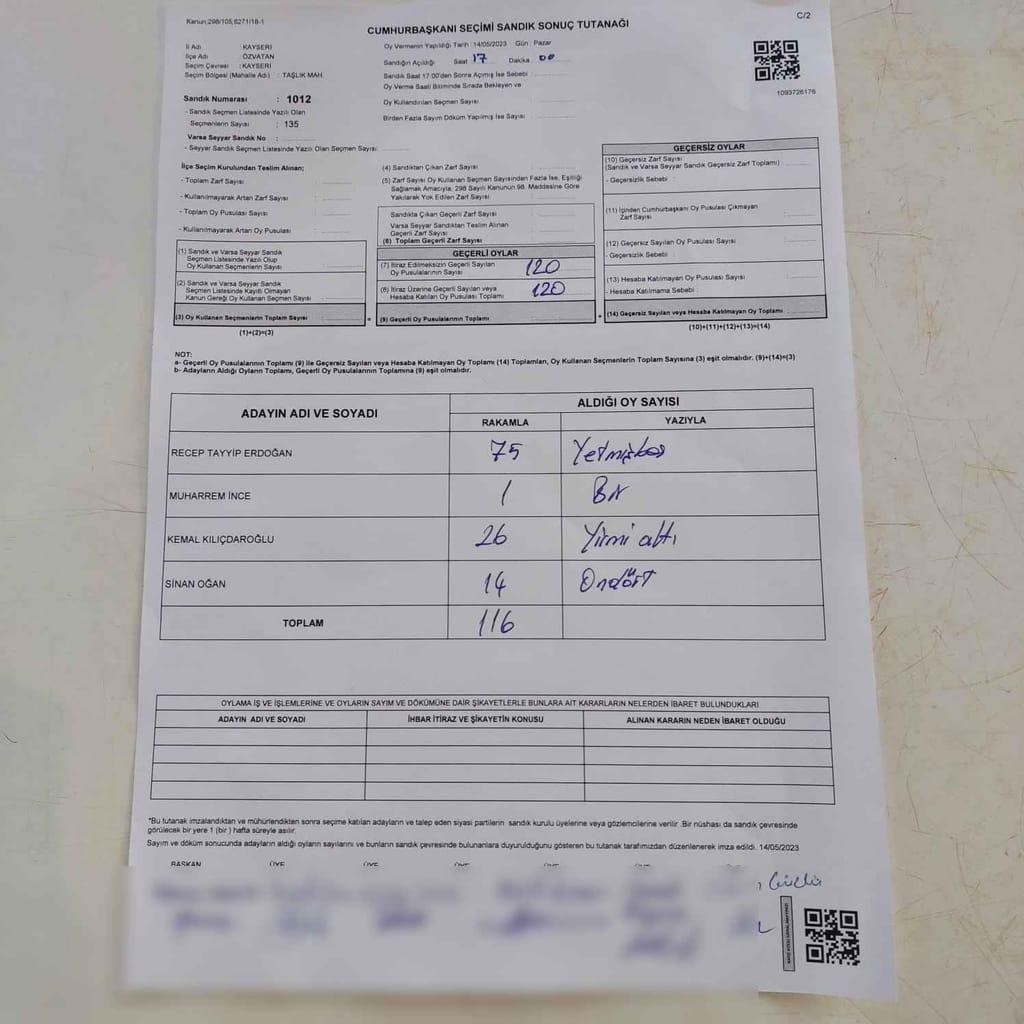 Kanun:298/105,6271/18-1
CUMHURBAŞKANI SEÇİMİ SANDIK SONUÇ TUTANAĞI
C/2
İl Adı : KAYSERİ
İlçe Adı : ÖZVATAN
Seçim Çevresi : KAYSERİ
Seçim Bölgesi (Mahalle Adı) : TAŞLIK MAH.
Sandık Numarası : 1012
- Sandık Seçmen Listesinde Yazılı Olan
Seçmenlerin Sayısı : 135
Varsa Seyyar Sandık No :
- Seyyar Sandık Seçmen Listesinde Yazılı Olan Seçmen Sayısı:
Oy Vermenin Yapıldığı Tarih : 14/05/2023 Gün : Pazar
Sandığın Açıldığı Saat 17 Dakika 00
Sandık Saat 17:00'den Sonra Açmış İse Sebebi :
Oy Verme Saati Bitiminde Sırada Bekleyen ve
Oy Kullandırılan Seçmen Sayısı
Birden Fazla Sayım Döküm Yapılmış İse Sayısı :
1093726176
İlçe Seçim Kurulundan Teslim Alınan;
- Toplam Zarf Sayısı :
- Kullanılmayarak Artan Zarf Sayısı :
- Toplam Oy Pusulası Sayısı :
- Kullanılmayarak Artan Oy Pusulası :
(1) Sandık ve Varsa Seyyar Sandık
Seçmen Listesinde Yazılı Olup
Oy Kullanan Seçmenlerin Sayısı :
(2) Sandık ve Varsa Seyyar Sandık
Seçmen Listesinde Kayıtlı Olmayan
Kanun Gereği Oy Kullanan Seçmen Sayısı :
(3) Oy Kullanan Seçmenlerin Toplam Sayısı :
(1)+(2)=(3)
(4) Sandıktan Çıkan Zarf Sayısı :
(5) Zarf Sayısı Oy Kullanan Seçmen Sayısından Fazla İse, Eşitliği
Sağlamak Amacıyla, 298 Sayılı Kanunun 98. Maddesine Göre
Yakılarak Yok Edilen Zarf Sayısı :
Sandıkta Çıkan Geçerli Zarf Sayısı :
Varsa Seyyar Sandıktan Teslim Alınan
Geçerli Zarf Sayısı :
(6) Toplam Geçerli Zarf Sayısı :
GEÇERLİ OYLAR
(7) İtiraz Edilmeksizin Geçerli Sayılan
Oy Pusulalarının Sayısı : 120
(8) İtiraz Üzerine Geçerli Sayılan veya
Hesaba Katılan Oy Pusulası Toplamı : 120
(9) Geçerli Oy Pusulalarının Toplamı :
GEÇERSİZ OYLAR
(10) Geçersiz Zarf Sayısı
(Sandık ve Varsa Seyyar Sandık Geçersiz Zarf Toplamı) :
- Geçersizlik Sebebi :
(11) İçinden Cumhurbaşkanı Oy Pusulası Çıkmayan
Zarf Sayısı :
(12) Geçersiz Sayılan Oy Pusulası Sayısı :
- Geçersizlik Sebebi :
(13) Hesaba Katılmayan Oy Pusulası Sayısı :
- Hesaba Katılmama Sebebi :
(14) Geçersiz Sayılan veya Hesaba Katılmayan Oy Toplamı :
(10)+(11)+(12)+(13)=(14)
NOT:
a- Geçerli Oy Pusulalarının Toplamı (9) ile Geçersiz Sayılan veya Hesaba Katılmayan Oy Toplamı (14) Toplamları, Oy Kullanan Seçmenlerin Toplam Sayısına (3) eşit olmalıdır. (9)+(14)=(3)
b- Adayların Aldığı Oyların Toplamı, Geçerli Oy Pusulalarının Toplamına (9) eşit olmalıdır.
ADAYIN ADI VE SOYADI ALDIĞI OY SAYISI
RAKAMLA YAZIYLA
RECEP TAYYİP ERDOĞAN 75 Yetmişbeş
MUHARREM İNCE 1 Bir
KEMAL KILIÇDAROĞLU 26 Yirmi altı
SİNAN OĞAN 14 Ondört
TOPLAM 116
OYLAMA İŞ VE İŞLEMLERİNE VE OYLARIN SAYIM VE DÖKÜMÜNE DAİR ŞİKAYETLERLE BUNLARA AİT KARARLARIN NELERDEN İBARET BULUNDUKLARI
ADAYIN ADI VE SOYADI İHBAR İTİRAZ VE ŞİKAYETİN KONUSU ALINAN KARARIN NEDEN İBARET OLDUĞU
*Bu tutanak imzalandıktan ve mühürlendikten sonra seçime katılan adayların ve talep eden siyasi partilerin sandık kurulu üyelerine veya gözlemcilerine verilir .Bir nüshası da sandık çevresinde
görülecek bir yere 1 (bir ) hafta süreyle asılır.
Sayım ve döküm sonucunda adayların aldığı oyların sayılarını ve bunların sandık çevresinde bulunanlara duyurulduğunu gösteren bu tutanak tarafımızdan düzenlenerek imza edildi. 14/05/2023
BAŞKAN ÜYE ÜYE ÜYE ÜYE ÜYE